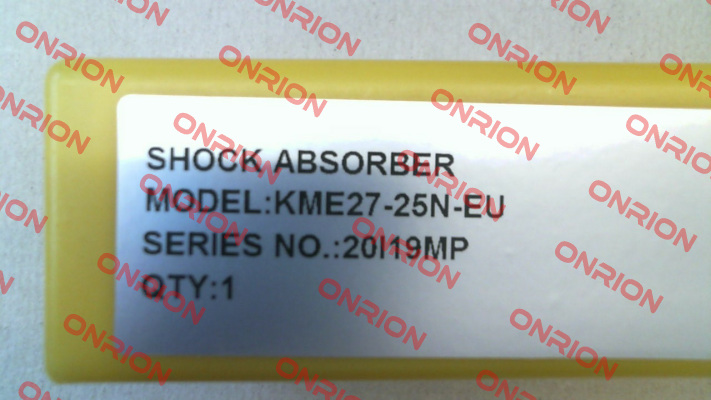 SHOCK ABSORBER
MODEL:KME27-25N-EU
SERIES NO.:20I19MP
QTY:1
ONRION